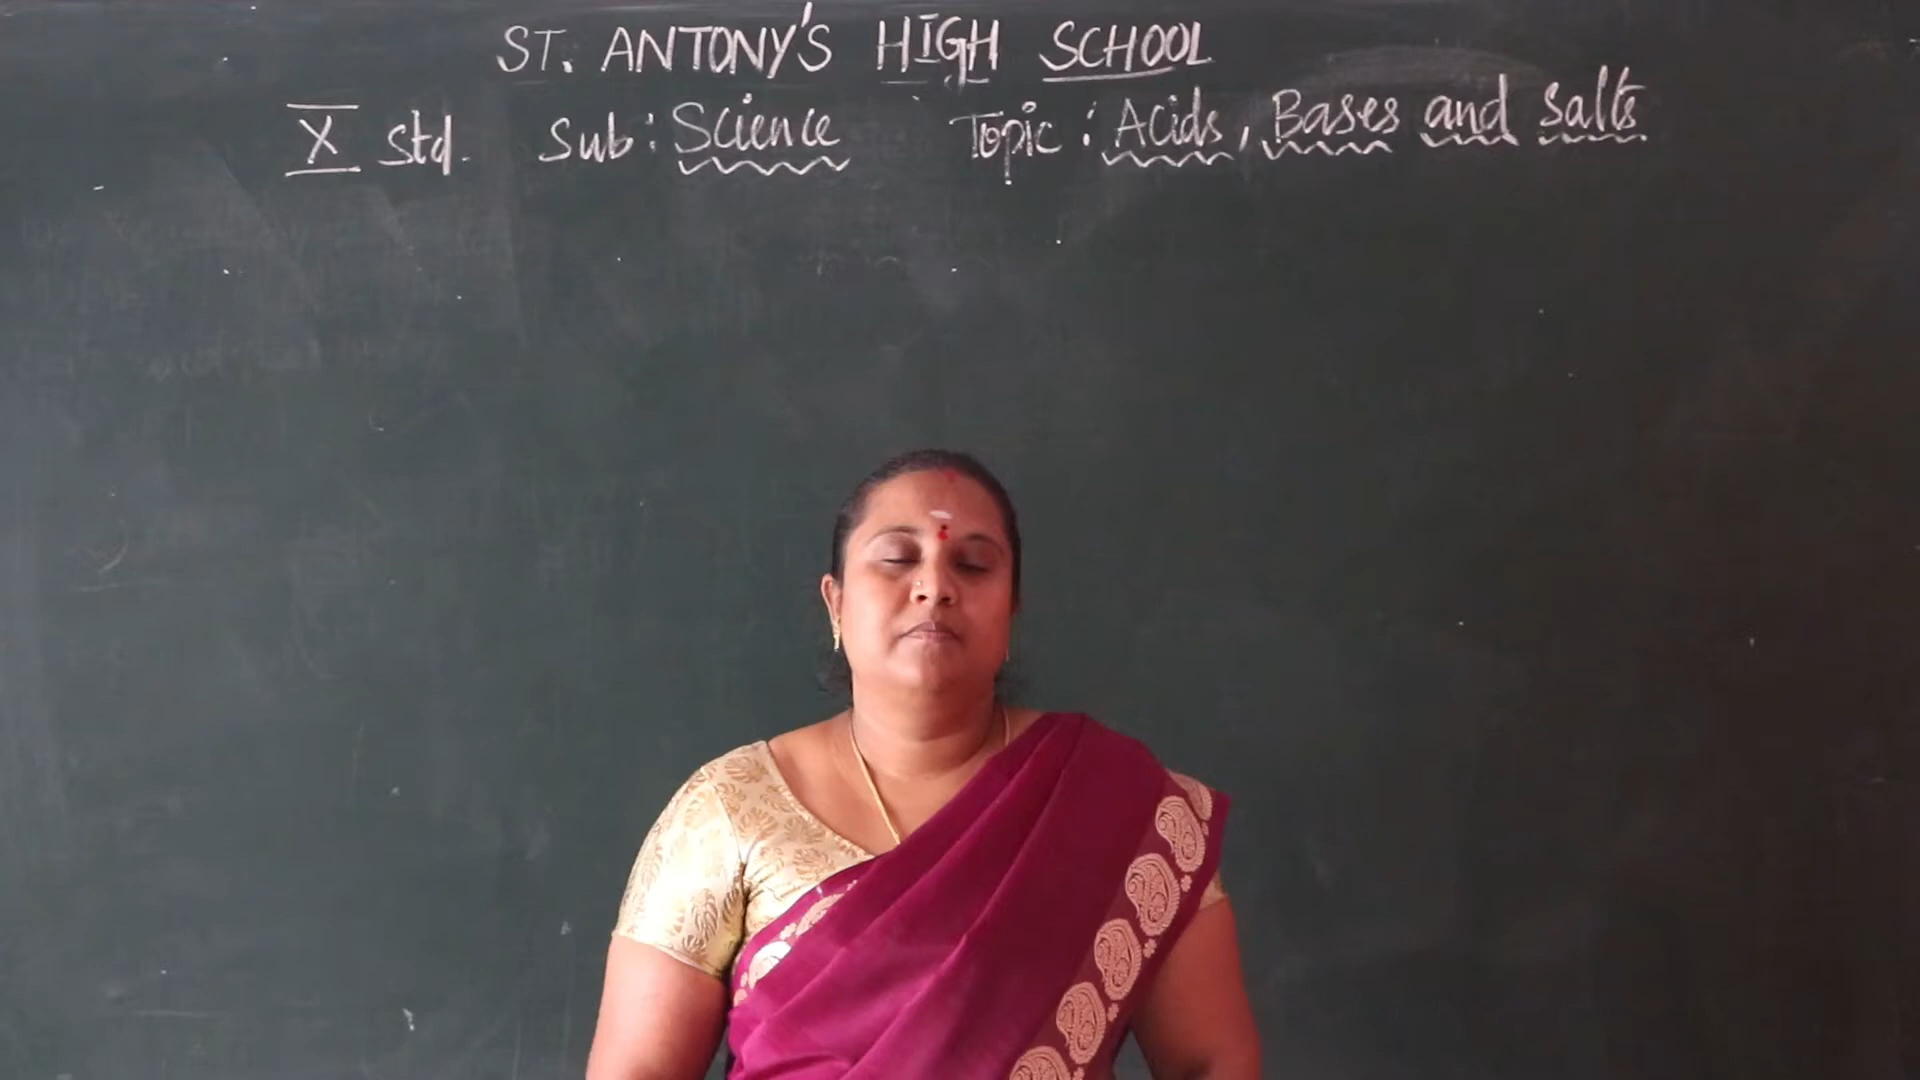 ST. ANTONY'S HIGH SCHOOL
X Std. Sub: Science Topic: Acids, Bases and Salts